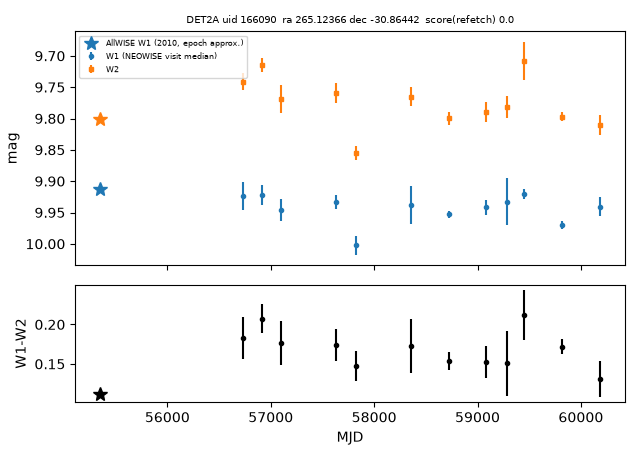 DET2A uid 166090 ra 265.12366 dec -30.86442 score(refetch) 0.0
AllWISE W1 (2010, epoch approx.)
W1 (NEOWISE visit median)
W2
mag
9.70
9.75
9.80
9.85
9.90
9.95
10.00
W1-W2
0.20
0.15
56000 57000 58000 59000 60000
MJD